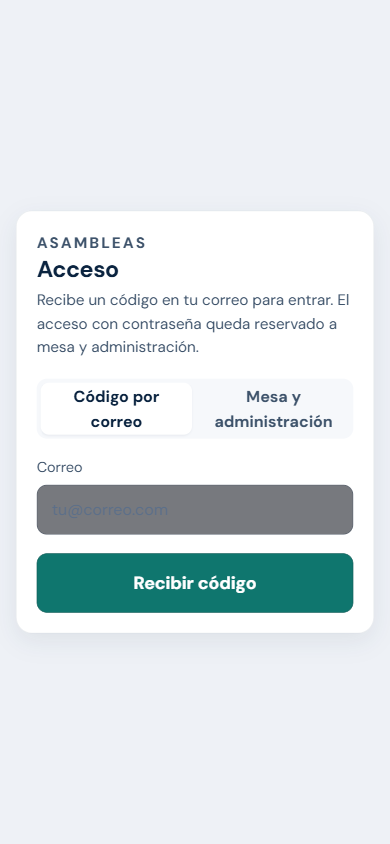 ASAMBLEAS
Acceso
Recibe un código en tu correo para entrar. El
acceso con contraseña queda reservado a
mesa y administración.
Código por
correo
Mesa y
administración
Correo
tu@correo.com
Recibir código